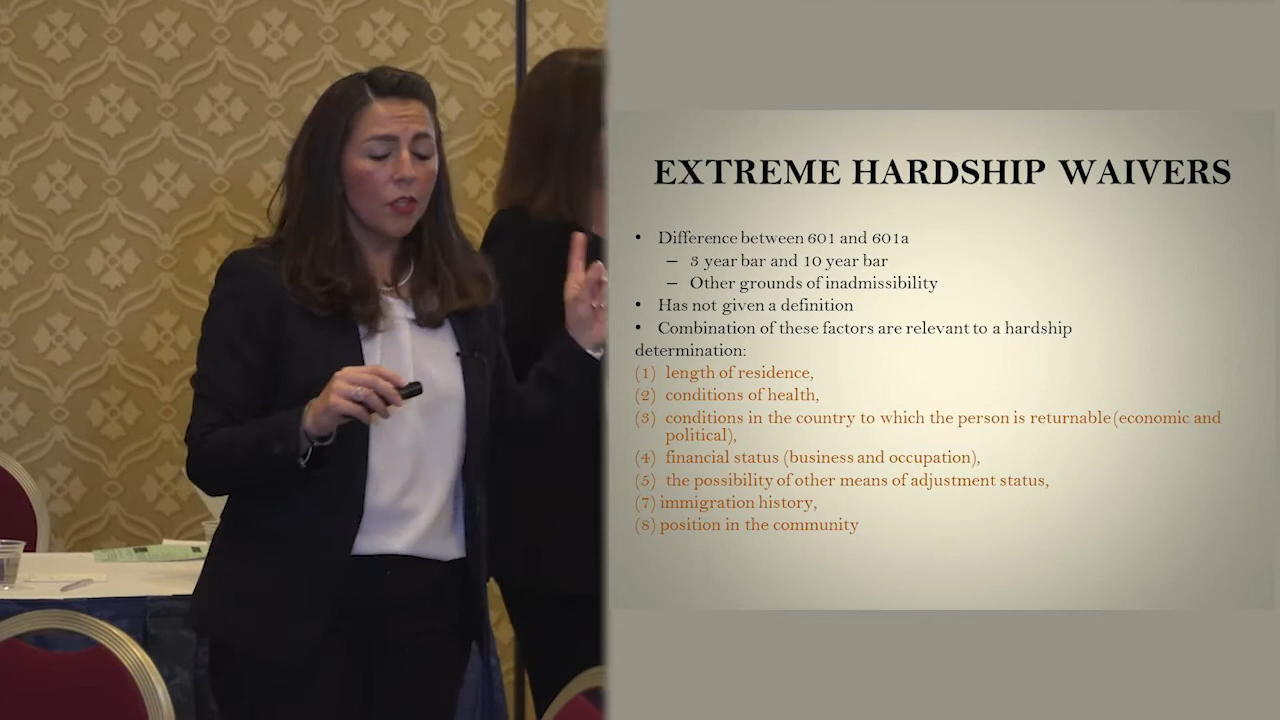 EXTREME HARDSHIP WAIVERS
• Difference between 601 and 601a
– 3 year bar and 10 year bar
– Other grounds of inadmissibility
• Has not given a definition
• Combination of these factors are relevant to a hardship
determination:
(1) length of residence,
(2) conditions of health,
(3) conditions in the country to which the person is returnable(economic and
political),
(4) financial status (business and occupation),
(5) the possibility of other means of adjustment status,
(7) immigration history,
(8) position in the community